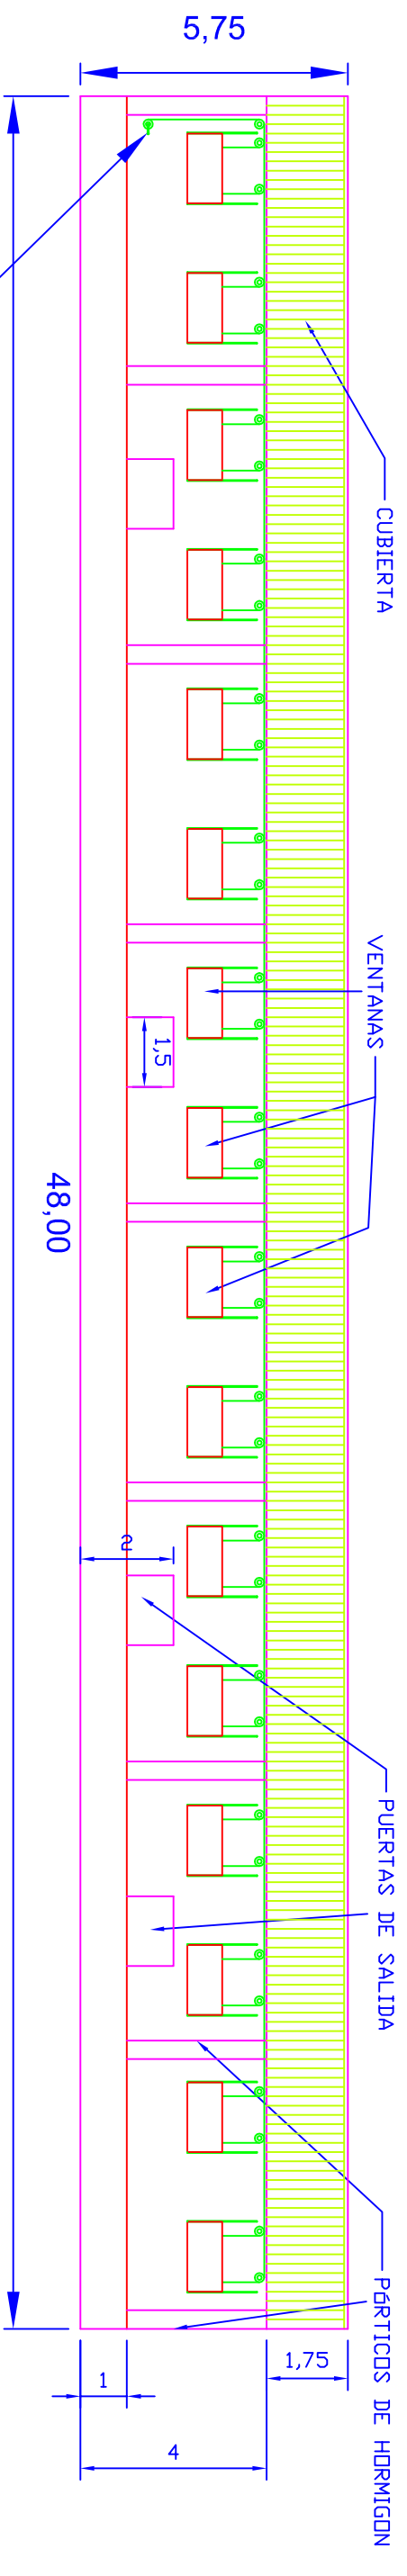 5,75
CUBIERTA
VENTANAS
1,5
48,00
2
PUERTAS DE SALIDA
PóRTICOS DE HORMIGON
1,75
1
4